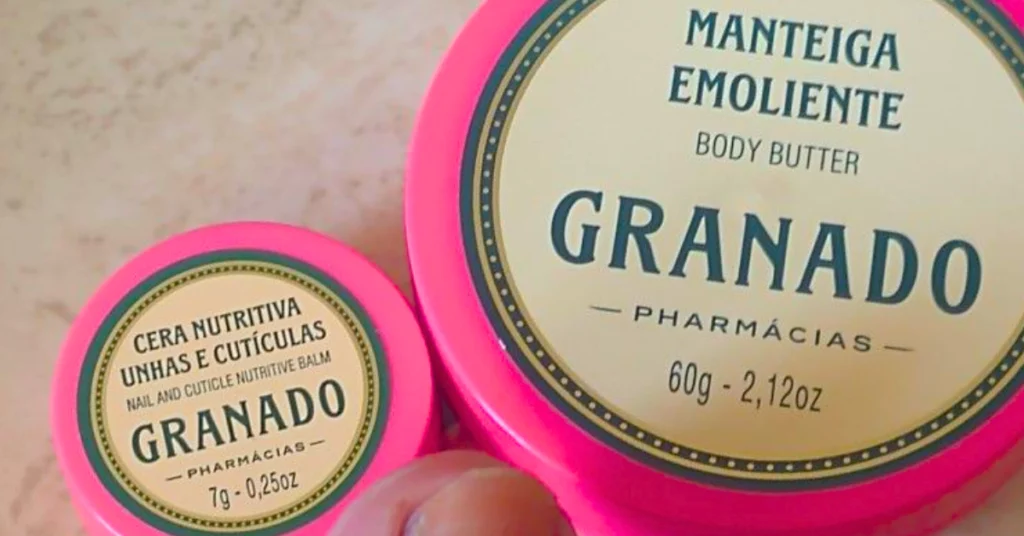 MANTEIGA
EMOLIENTE
BODY BUTTER
GRANADO
— PHARMÁCIAS —
60g - 2,12oz
CERA NUTRITIVA
UNHAS E CUTÍCULAS
NAIL AND CUTICLE NUTRITIVE BALM
GRANADO
— PHARMÁCIAS —
7g - 0,25oz